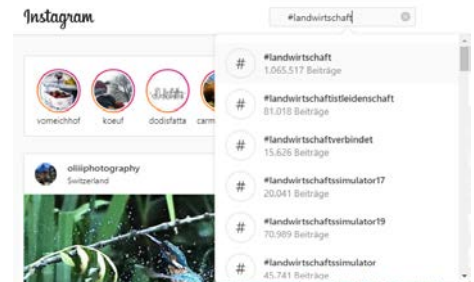 Instagram
#landwirtschaft
#landwirtschaft
1.065.517 Beiträge
#landwirtschaftistleidenschaft
81.018 Beiträge
#landwirtschaftverbindet
15.626 Beiträge
#landwirtschaftssimulator17
20.041 Beiträge
#landwirtschaftssimulator19
70.989 Beiträge
#landwirtschaftssimulator
45.741 Beiträge
vomeichhof
koeuf
dodisfatta
carm
oliiiphotography
Switzerland